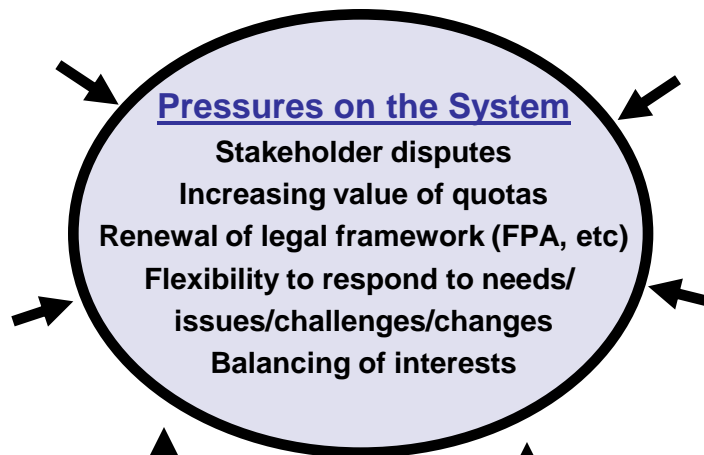 Pressures on the System
Stakeholder disputes
Increasing value of quotas
Renewal of legal framework (FPA, etc)
Flexibility to respond to needs/
issues/challenges/changes
Balancing of interests